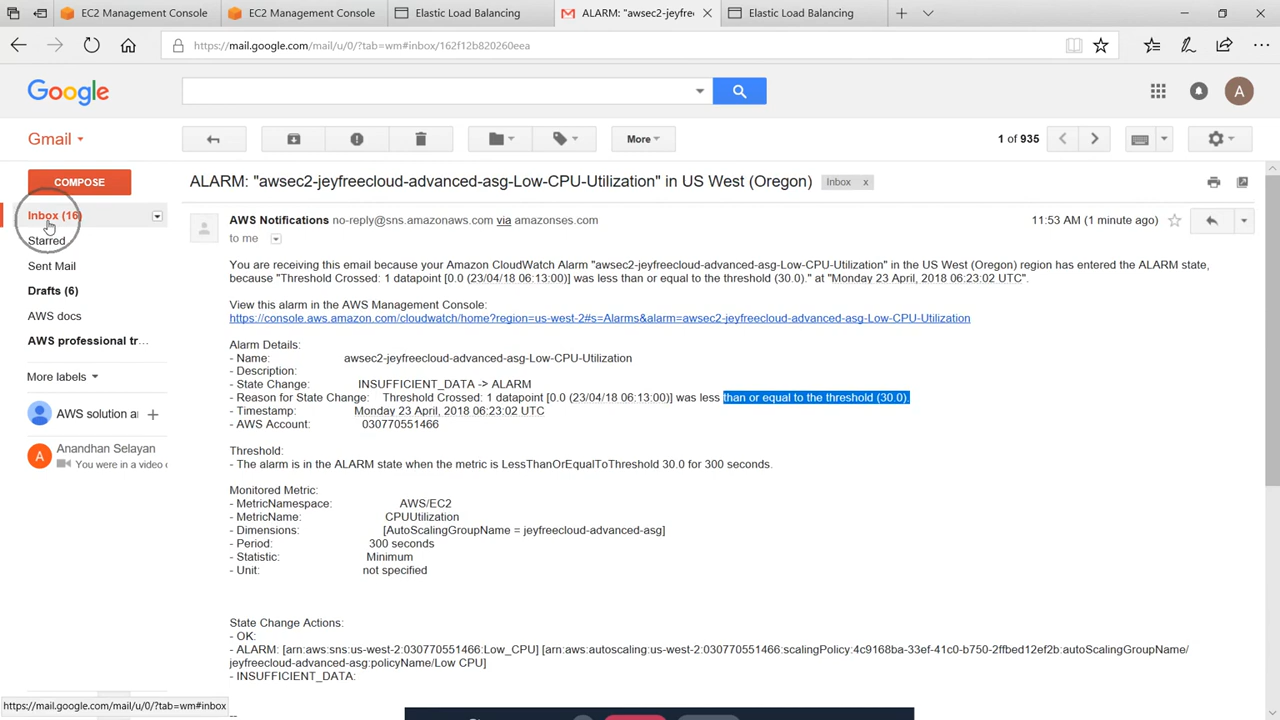 EC2 Management Console
EC2 Management Console
Elastic Load Balancing
ALARM: "awsec2-jeyfre
Elastic Load Balancing
https://mail.google.com/mail/u/0/?tab=wm#inbox/162f12b820260eea
Google
A
Gmail
More
1 of 935
COMPOSE
Inbox (16)
Starred
Sent Mail
Drafts (6)
AWS docs
AWS professional tr...
More labels
AWS solution ar
A
Anandhan Selayan
You were in a video c
ALARM: "awsec2-jeyfreecloud-advanced-asg-Low-CPU-Utilization" in US West (Oregon)
Inbox x
AWS Notifications no-reply@sns.amazonaws.com via amazonses.com
11:53 AM (1 minute ago)
to me
You are receiving this email because your Amazon CloudWatch Alarm "awsec2-jeyfreecloud-advanced-asg-Low-CPU-Utilization" in the US West (Oregon) region has entered the ALARM state,
because "Threshold Crossed: 1 datapoint [0.0 (23/04/18 06:13:00)] was less than or equal to the threshold (30.0)." at "Monday 23 April, 2018 06:23:02 UTC".
View this alarm in the AWS Management Console:
https://console.aws.amazon.com/cloudwatch/home?region=us-west-2#s=Alarms&alarm=awsec2-jeyfreecloud-advanced-asg-Low-CPU-Utilization
Alarm Details:
- Name: awsec2-jeyfreecloud-advanced-asg-Low-CPU-Utilization
- Description:
- State Change: INSUFFICIENT_DATA -> ALARM
- Reason for State Change: Threshold Crossed: 1 datapoint [0.0 (23/04/18 06:13:00)] was less than or equal to the threshold (30.0).
- Timestamp: Monday 23 April, 2018 06:23:02 UTC
- AWS Account: 030770551466
Threshold:
- The alarm is in the ALARM state when the metric is LessThanOrEqualToThreshold 30.0 for 300 seconds.
Monitored Metric:
- MetricNamespace: AWS/EC2
- MetricName: CPUUtilization
- Dimensions: [AutoScalingGroupName = jeyfreecloud-advanced-asg]
- Period: 300 seconds
- Statistic: Minimum
- Unit: not specified
State Change Actions:
- OK:
- ALARM: [arn:aws:sns:us-west-2:030770551466:Low_CPU] [arn:aws:autoscaling:us-west-2:030770551466:scalingPolicy:4c9168ba-33ef-41c0-b750-2ffbed12ef2b:autoScalingGroupName/
jeyfreecloud-advanced-asg:policyName/Low CPU]
- INSUFFICIENT_DATA:
--
https://mail.google.com/mail/u/0/?tab=wm#inbox